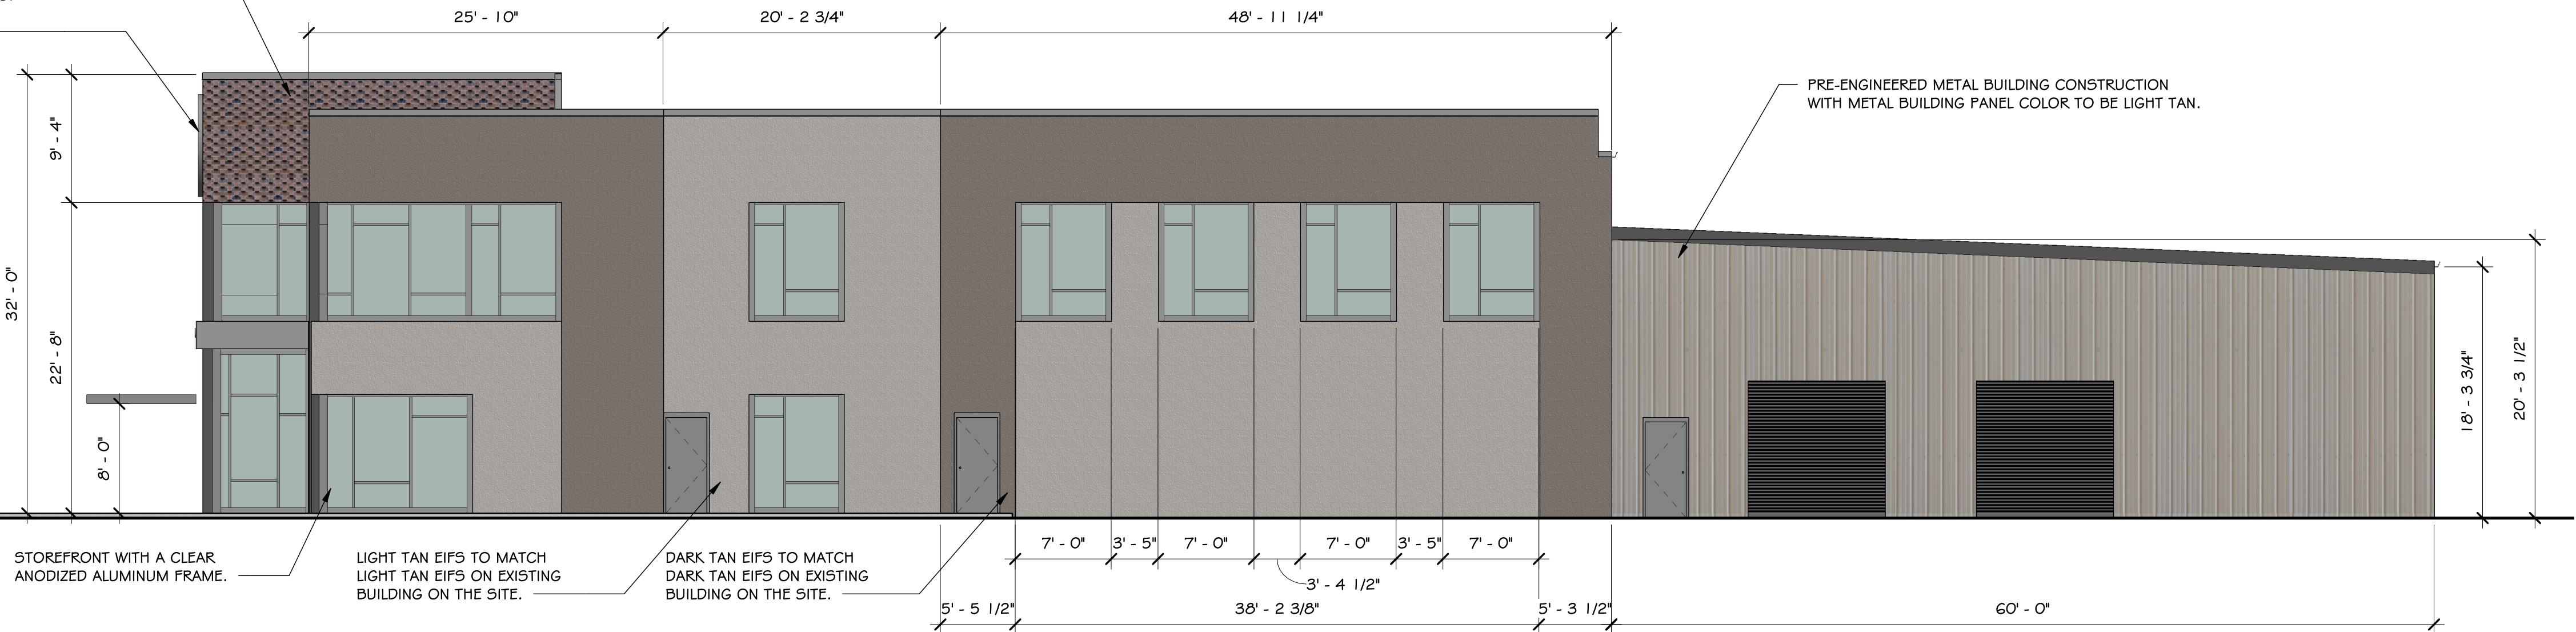 25' - 10"
20' - 2 3/4"
48' - 11 1/4"
PRE-ENGINEERED METAL BUILDING CONSTRUCTION
WITH METAL BUILDING PANEL COLOR TO BE LIGHT TAN.
9' - 4"
32' - 0"
22' - 8"
8' - 0"
18' - 3 3/4"
20' - 3 1/2"
STOREFRONT WITH A CLEAR
ANODIZED ALUMINUM FRAME.
LIGHT TAN EIFS TO MATCH
LIGHT TAN EIFS ON EXISTING
BUILDING ON THE SITE.
DARK TAN EIFS TO MATCH
DARK TAN EIFS ON EXISTING
BUILDING ON THE SITE.
7' - 0"
3' - 5"
7' - 0"
7' - 0"
3' - 5"
7' - 0"
3' - 4 1/2"
5' - 5 1/2"
38' - 2 3/8"
5' - 3 1/2"
60' - 0"